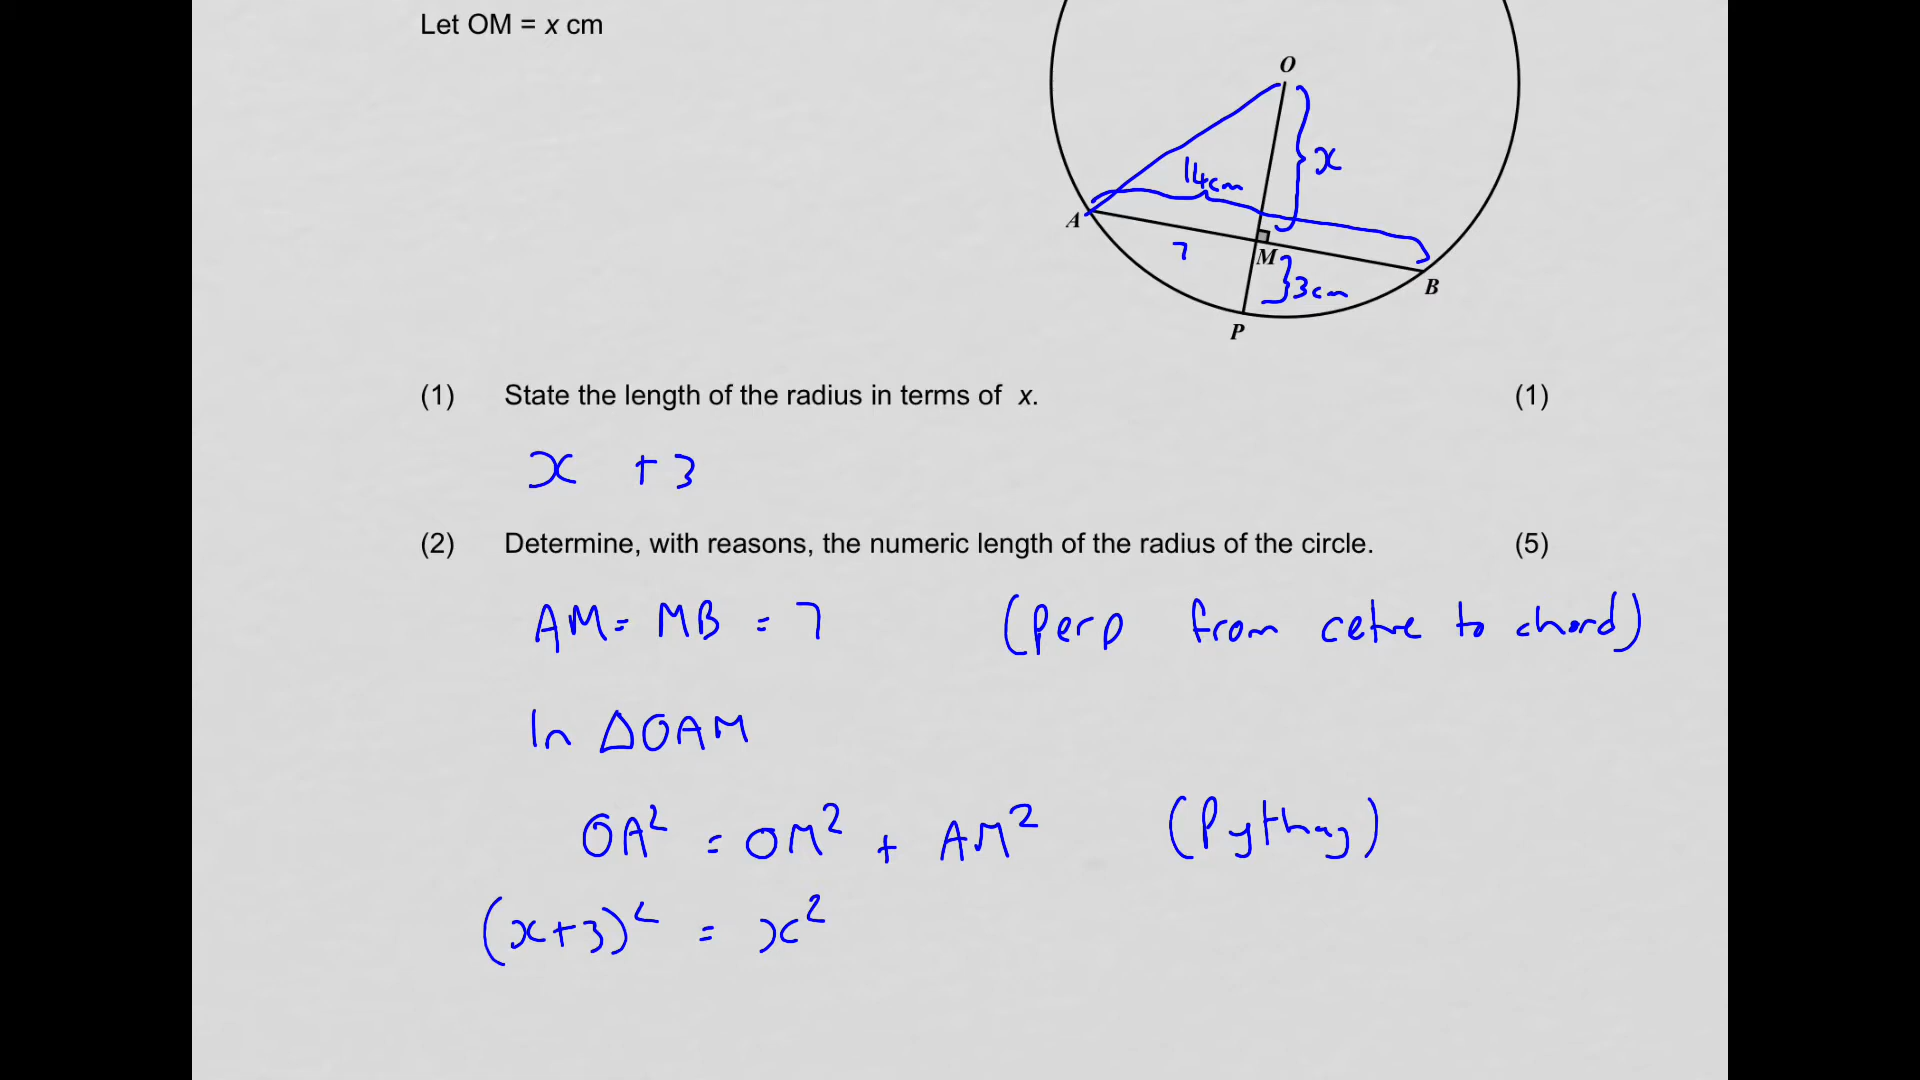 Let OM = x cm
O
x
14cm
A
7
M
3cm
B
P
(1) State the length of the radius in terms of x. (1)
x + 3
(2) Determine, with reasons, the numeric length of the radius of the circle. (5)
AM = MB = 7 (Perp from cetre to chord)
In △OAM
OA² = OM² + AM² (Pythag)
(x+3)² = x²